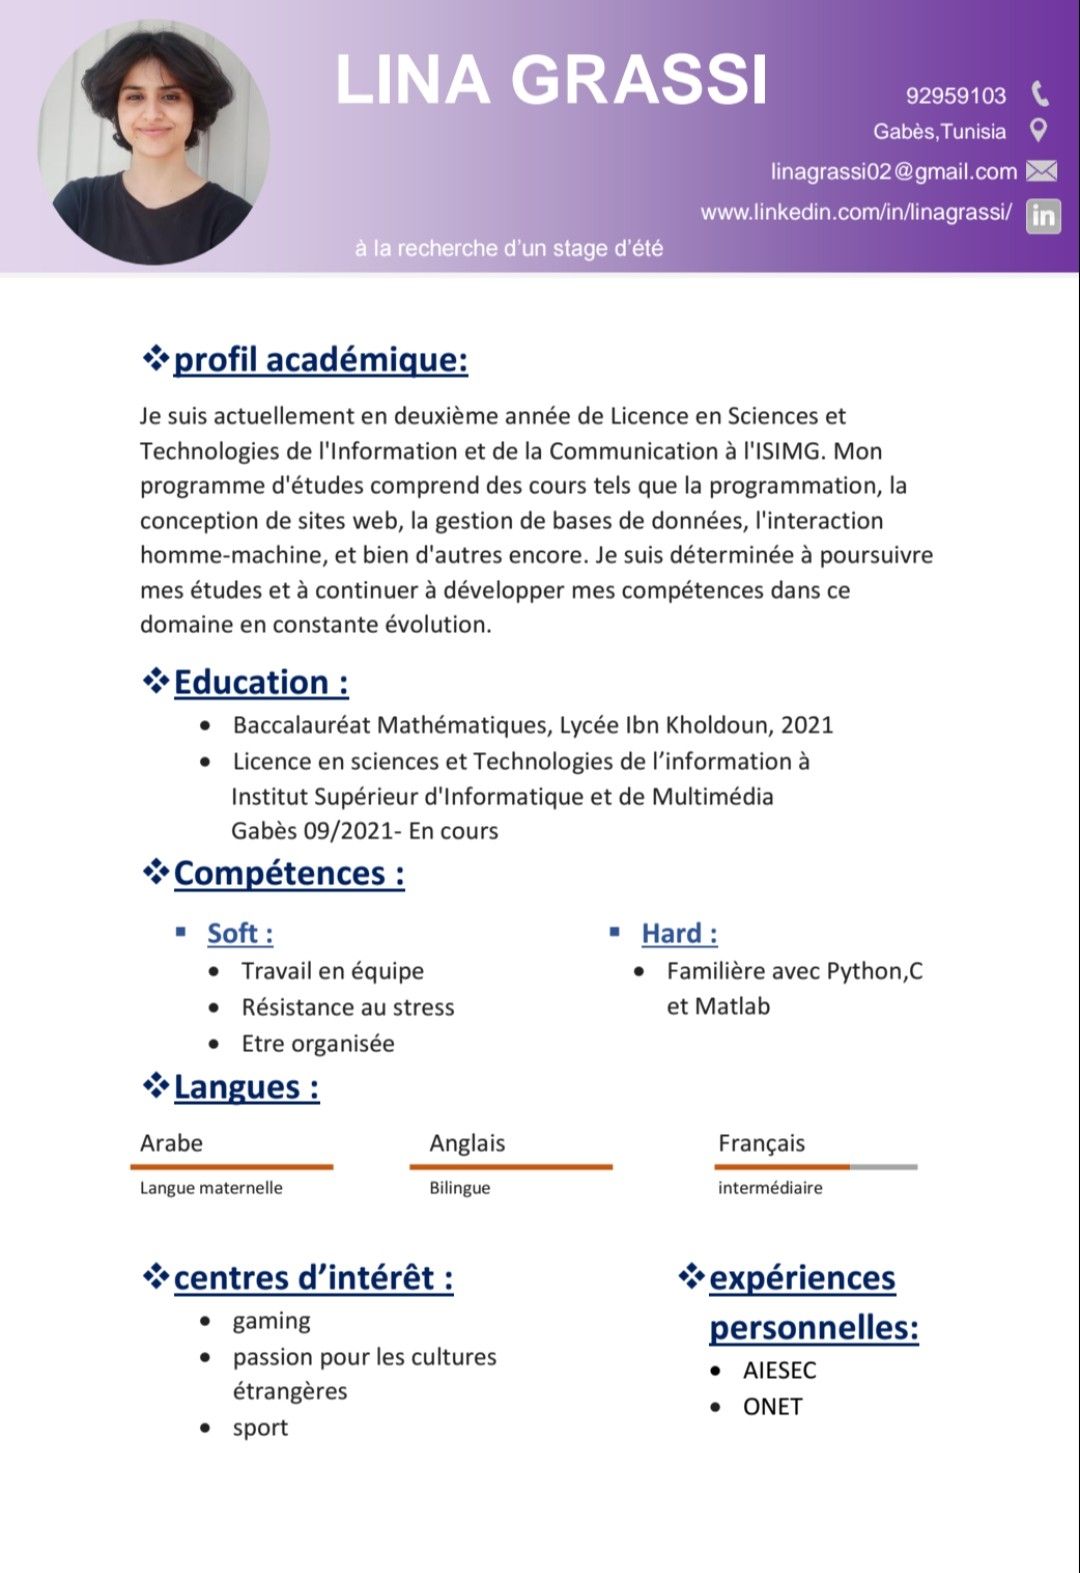 LINA GRASSI
92959103
Gabès,Tunisia
linagrassi02@gmail.com
www.linkedin.com/in/linagrassi/
in
à la recherche d’un stage d’été
profil académique:
Je suis actuellement en deuxième année de Licence en Sciences et
Technologies de l'Information et de la Communication à l'ISIMG. Mon
programme d'études comprend des cours tels que la programmation, la
conception de sites web, la gestion de bases de données, l'interaction
homme-machine, et bien d'autres encore. Je suis déterminée à poursuivre
mes études et à continuer à développer mes compétences dans ce
domaine en constante évolution.
Education :
Baccalauréat Mathématiques, Lycée Ibn Kholdoun, 2021
Licence en sciences et Technologies de l’information à
Institut Supérieur d'Informatique et de Multimédia
Gabès 09/2021- En cours
Compétences :
Soft :
Travail en équipe
Résistance au stress
Etre organisée
Hard :
Familière avec Python,C
et Matlab
Langues :
Arabe
Langue maternelle
Anglais
Bilingue
Français
intermédiaire
centres d’intérêt :
gaming
passion pour les cultures
étrangères
sport
expériences
personnelles:
AIESEC
ONET